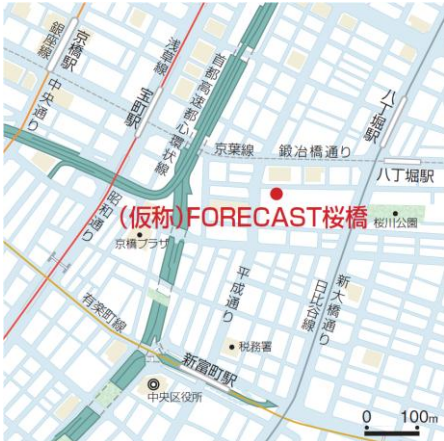 銀座線
京橋駅
中央通り
浅草線
宝町駅
首都高速都心環状線
昭和通り
京葉線
鍛冶橋通り
八丁堀駅
八丁堀駅
(仮称)FORECAST桜橋
京橋プラザ
桜川公園
平成通り
新大橋通り
日比谷線
有楽町線
税務署
新富町駅
中央区役所
0 100m